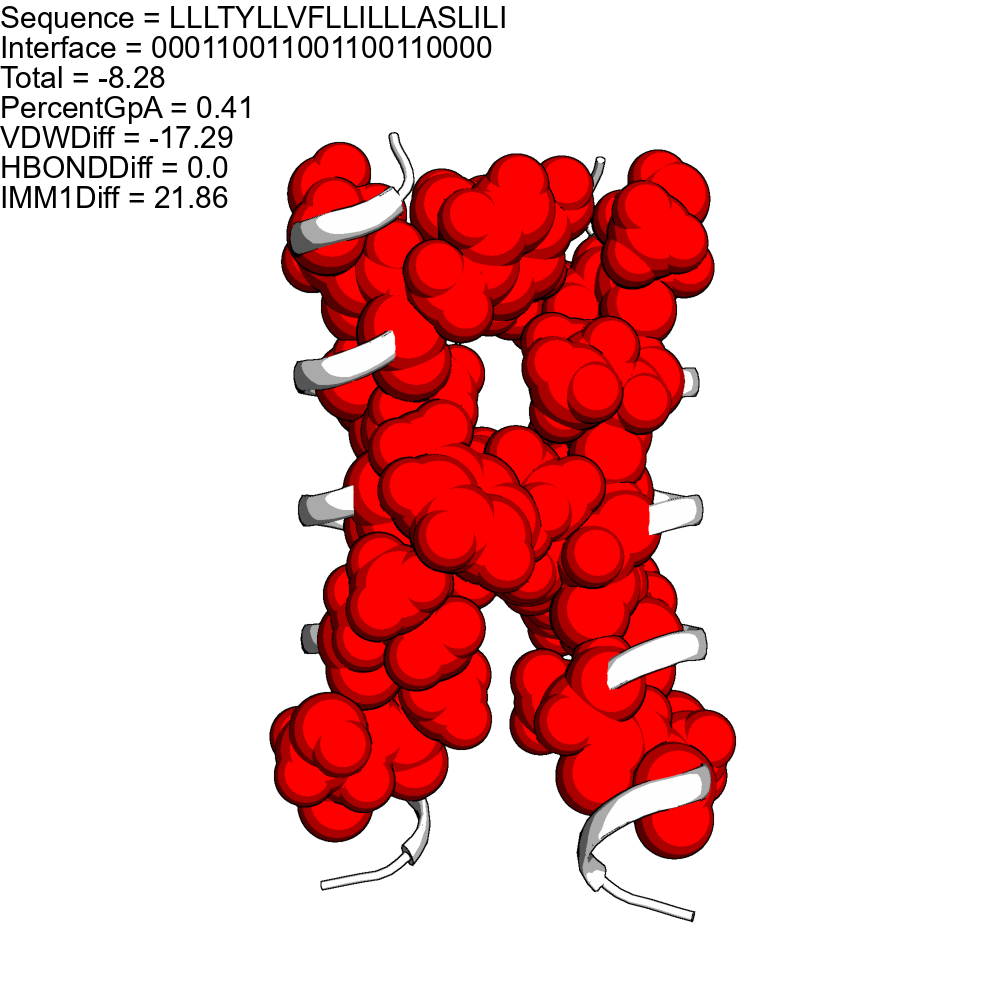 Sequence = LLLTYLLVFLLILLLASLILI
Interface = 000110011001100110000
Total = -8.28
PercentGpA = 0.41
VDWDiff = -17.29
HBONDDiff = 0.0
IMM1Diff = 21.86